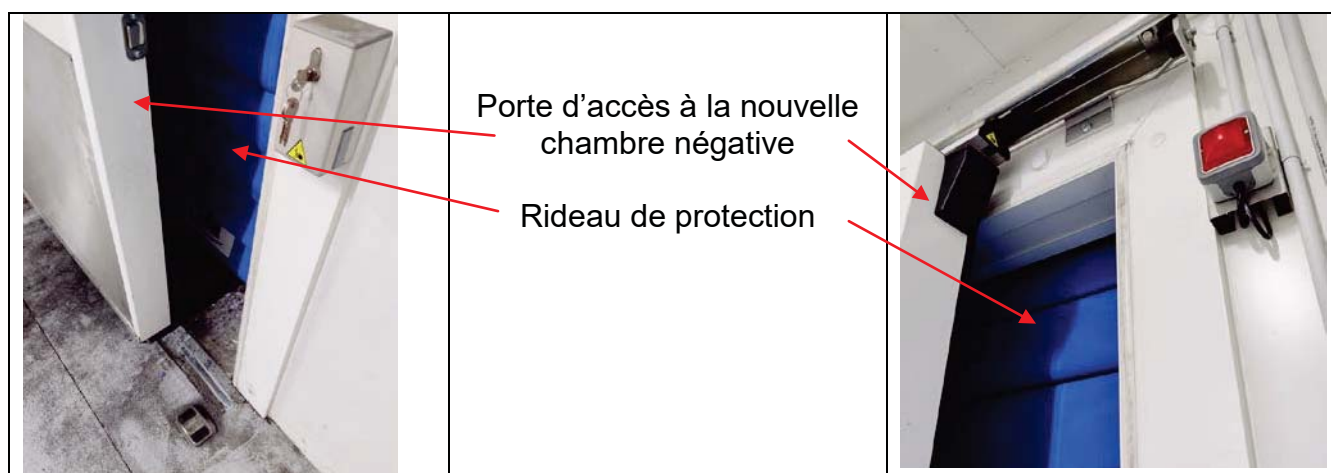 Porte d’accès à la nouvelle
chambre négative
Rideau de protection